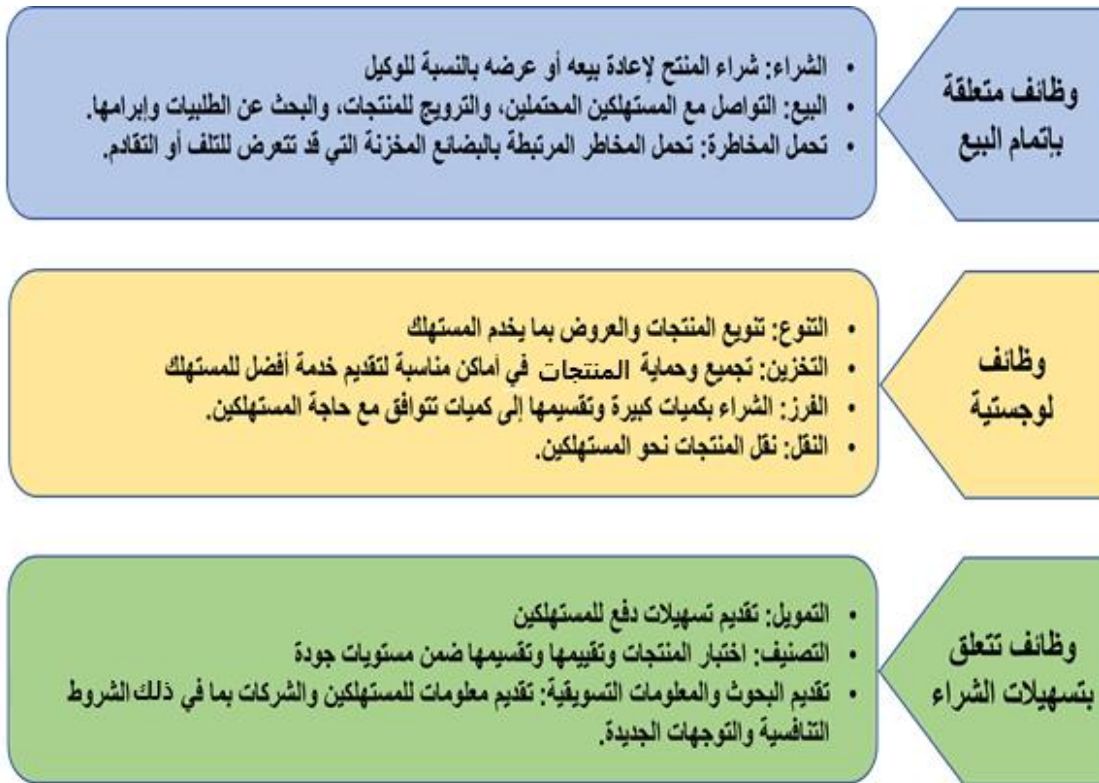 وظائف متعلقة
بإتمام البيع
• الشراء: شراء المنتج لإعادة بيعه أو عرضه بالنسبة للوكيل
• البيع: التواصل مع المستهلكين المحتملين، والترويج للمنتجات، والبحث عن الطلبيات وإبرامها.
• تحمل المخاطرة: تحمل المخاطر المرتبطة بالبضائع المخزنة التي قد تتعرض للتلف أو التقادم.
وظائف
لوجستية
• التنوع: تنويع المنتجات والعروض بما يخدم المستهلك
• التخزين: تجميع وحماية المنتجات في أماكن مناسبة لتقديم خدمة أفضل للمستهلك
• الفرز: الشراء بكميات كبيرة وتقسيمها إلى كميات تتوافق مع حاجة المستهلكين.
• النقل: نقل المنتجات نحو المستهلكين.
وظائف تتعلق
بتسهيلات الشراء
• التمويل: تقديم تسهيلات دفع للمستهلكين
• التصنيف: اختبار المنتجات وتقييمها وتقسيمها ضمن مستويات جودة
• تقديم البحوث والمعلومات التسويقية: تقديم معلومات للمستهلكين والشركات بما في ذلك الشروط
التنافسية والتوجهات الجديدة.